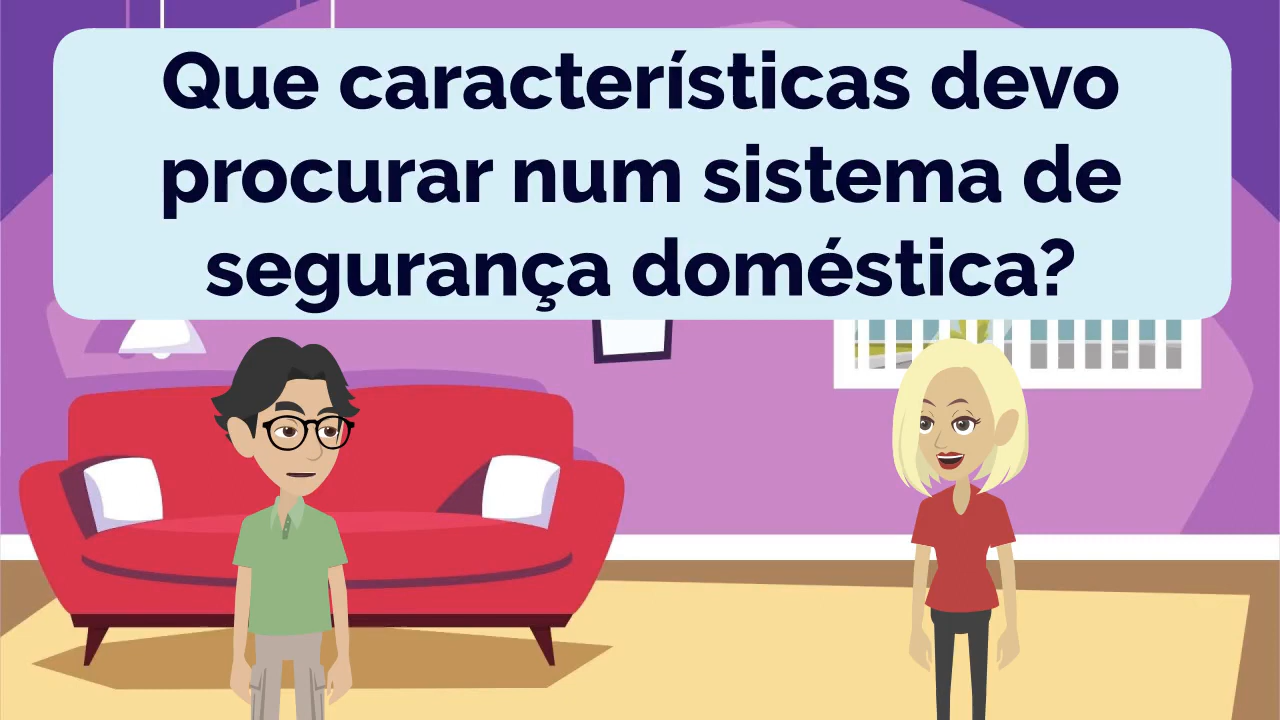 Que características devo
procurar num sistema de
segurança doméstica?